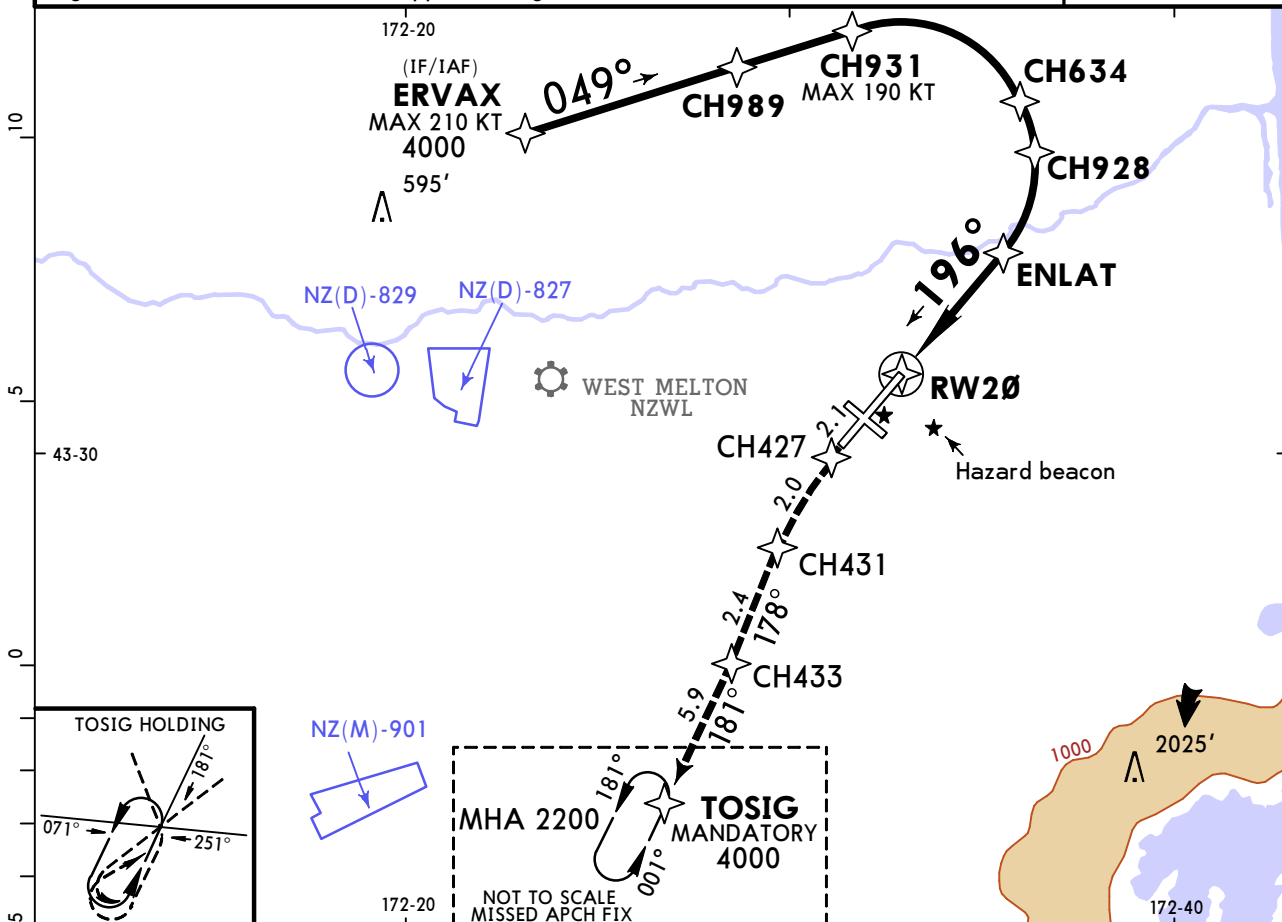 172-20
(IF/IAF)
ERVAX
MAX 210 KT
4000
049°
CH989
CH931
MAX 190 KT
CH634
CH928
10
595'
196°
ENLAT
NZ(D)-829
NZ(D)-827
WEST MELTON
NZWL
RW2Ø
5
43-30
2.1
CH427
Hazard beacon
2.0
CH431
2.4
178°
CH433
0
5.9
181°
TOSIG HOLDING
181°
071°
251°
NZ(M)-901
181°
MHA 2200
001°
TOSIG
MANDATORY
4000
NOT TO SCALE
MISSED APCH FIX
1000
2025'
172-20
172-40
5